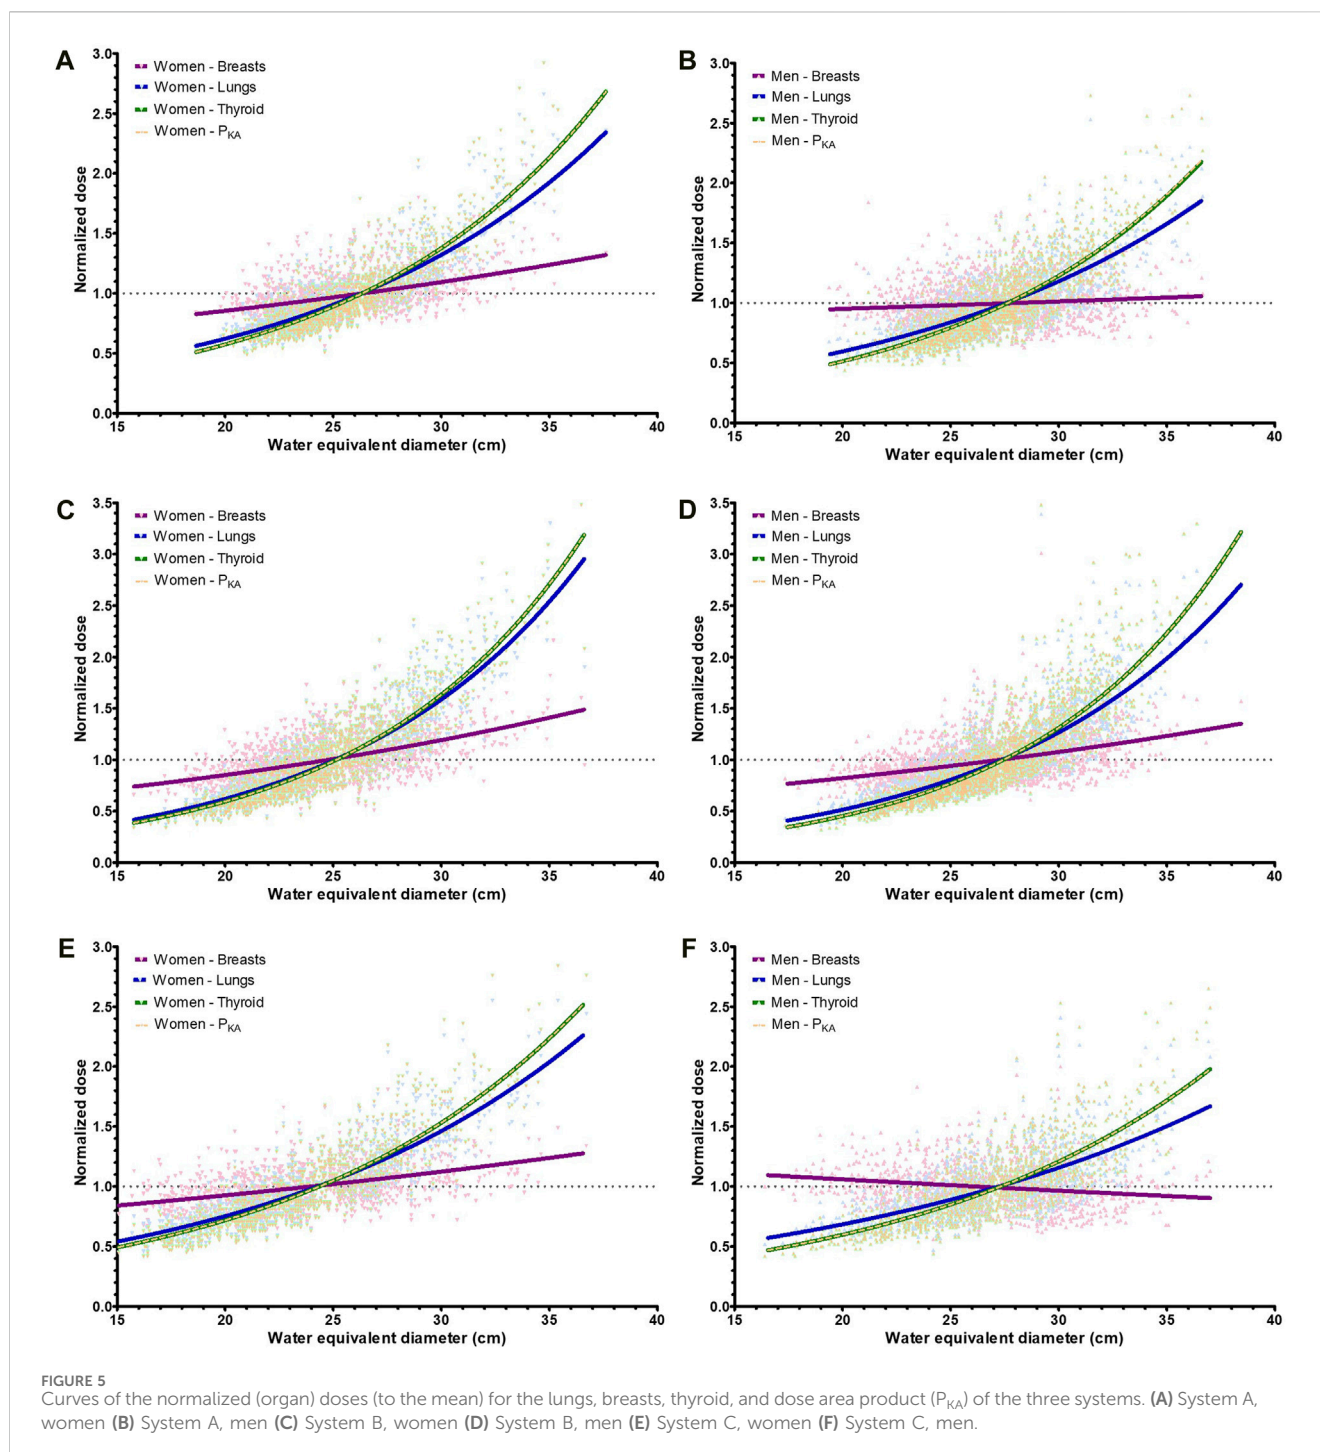 A
Women - Breasts
Women - Lungs
Women - Thyroid
Women - PKA
3.0
2.5
2.0
1.5
1.0
0.5
0.0
Normalized dose
15 20 25 30 35 40
Water equivalent diameter (cm)
B
Men - Breasts
Men - Lungs
Men - Thyroid
Men - PKA
3.0
2.5
2.0
1.5
1.0
0.5
0.0
Normalized dose
15 20 25 30 35 40
Water equivalent diameter (cm)
C
Women - Breasts
Women - Lungs
Women - Thyroid
Women - PKA
3.5
3.0
2.5
2.0
1.5
1.0
0.5
0.0
Normalized dose
15 20 25 30 35 40
Water equivalent diameter (cm)
D
Men - Breasts
Men - Lungs
Men - Thyroid
Men - PKA
3.5
3.0
2.5
2.0
1.5
1.0
0.5
0.0
Normalized dose
15 20 25 30 35 40
Water equivalent diameter (cm)
E
Women - Breasts
Women - Lungs
Women - Thyroid
Women - PKA
3.0
2.5
2.0
1.5
1.0
0.5
0.0
Normalized dose
15 20 25 30 35 40
Water equivalent diameter (cm)
F
Men - Breasts
Men - Lungs
Men - Thyroid
Men - PKA
3.0
2.5
2.0
1.5
1.0
0.5
0.0
Normalized dose
15 20 25 30 35 40
Water equivalent diameter (cm)
FIGURE 5
Curves of the normalized (organ) doses (to the mean) for the lungs, breasts, thyroid, and dose area product (PKA) of the three systems. (A) System A,
women (B) System A, men (C) System B, women (D) System B, men (E) System C, women (F) System C, men.